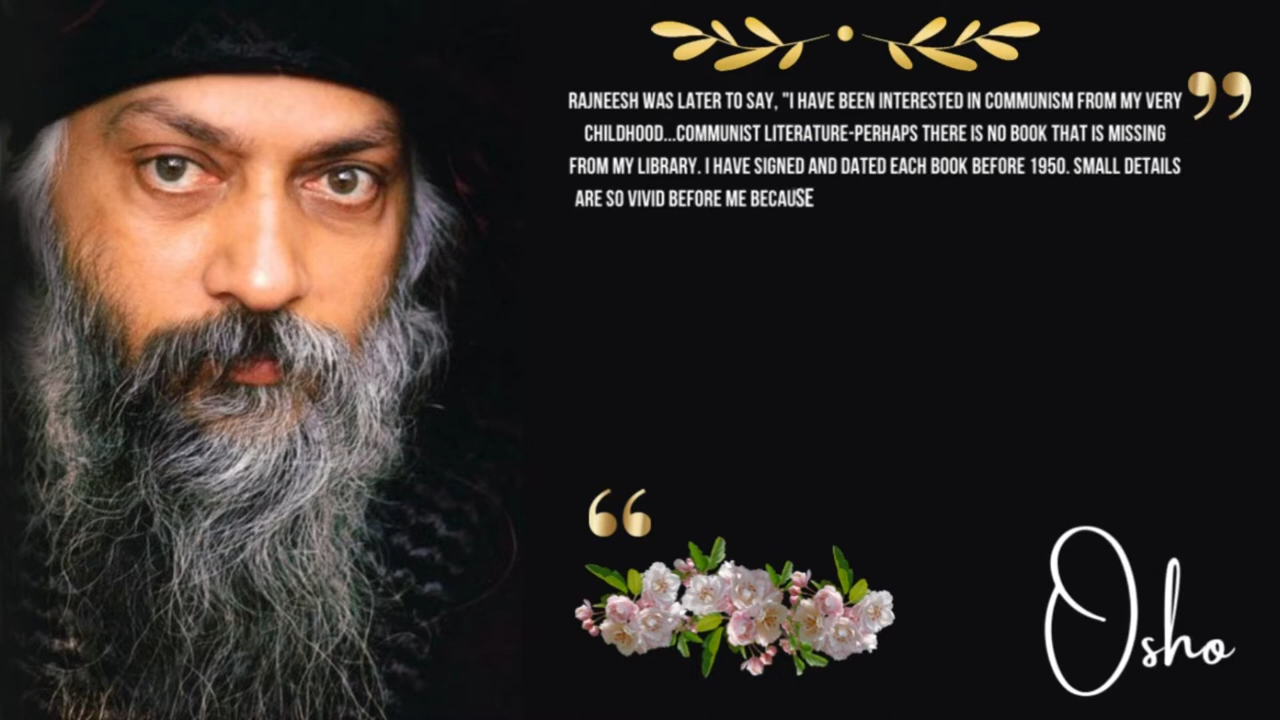 RAJNEESH WAS LATER TO SAY, "I HAVE BEEN INTERESTED IN COMMUNISM FROM MY VERY
CHILDHOOD...COMMUNIST LITERATURE-PERHAPS THERE IS NO BOOK THAT IS MISSING
FROM MY LIBRARY. I HAVE SIGNED AND DATED EACH BOOK BEFORE 1950. SMALL DETAILS
ARE SO VIVID BEFORE ME BECAUSE
Osho